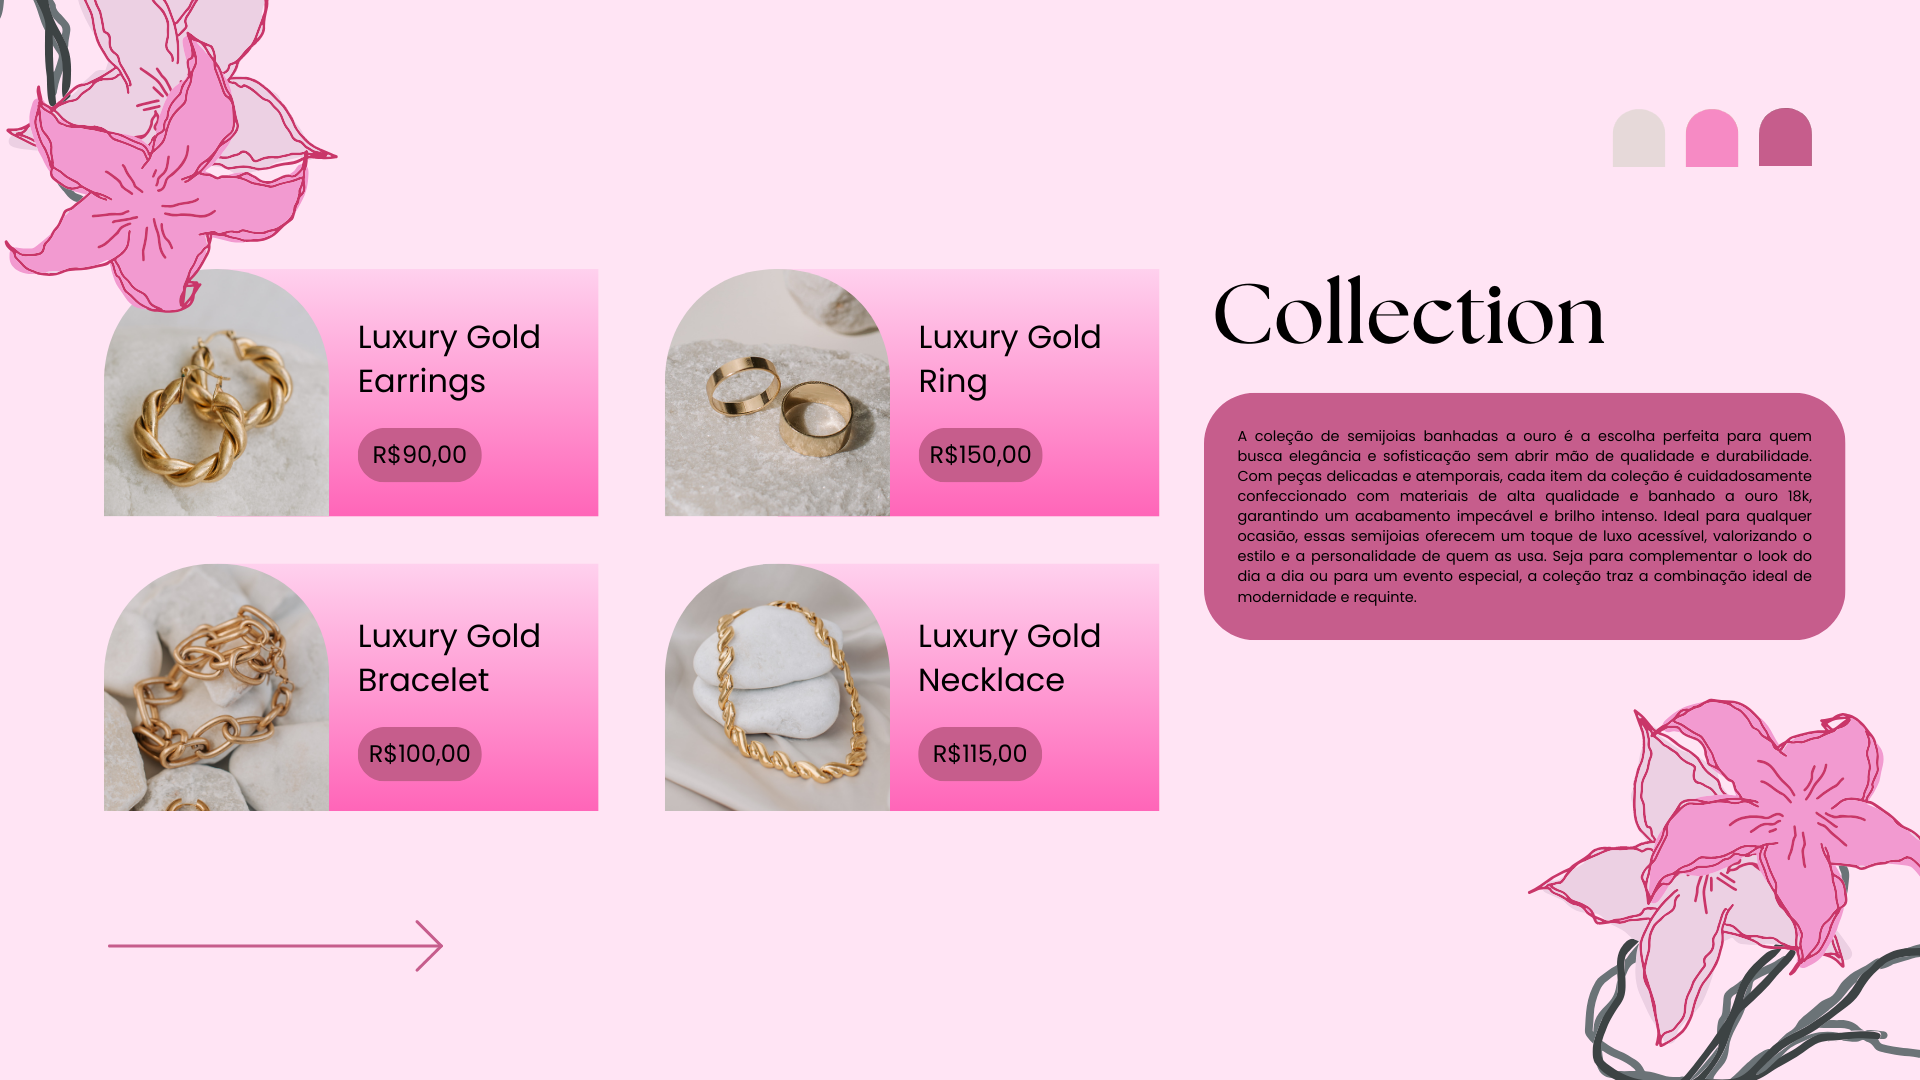 Luxury Gold
Earrings
R$90,00
Luxury Gold
Ring
R$150,00
Luxury Gold
Bracelet
R$100,00
Luxury Gold
Necklace
R$115,00
Collection
A coleção de semijoias banhadas a ouro é a escolha perfeita para quem
busca elegância e sofisticação sem abrir mão de qualidade e durabilidade.
Com peças delicadas e atemporais, cada item da coleção é cuidadosamente
confeccionado com materiais de alta qualidade e banhado a ouro 18k,
garantindo um acabamento impecável e brilho intenso. Ideal para qualquer
ocasião, essas semijoias oferecem um toque de luxo acessível, valorizando o
estilo e a personalidade de quem as usa. Seja para complementar o look do
dia a dia ou para um evento especial, a coleção traz a combinação ideal de
modernidade e requinte.